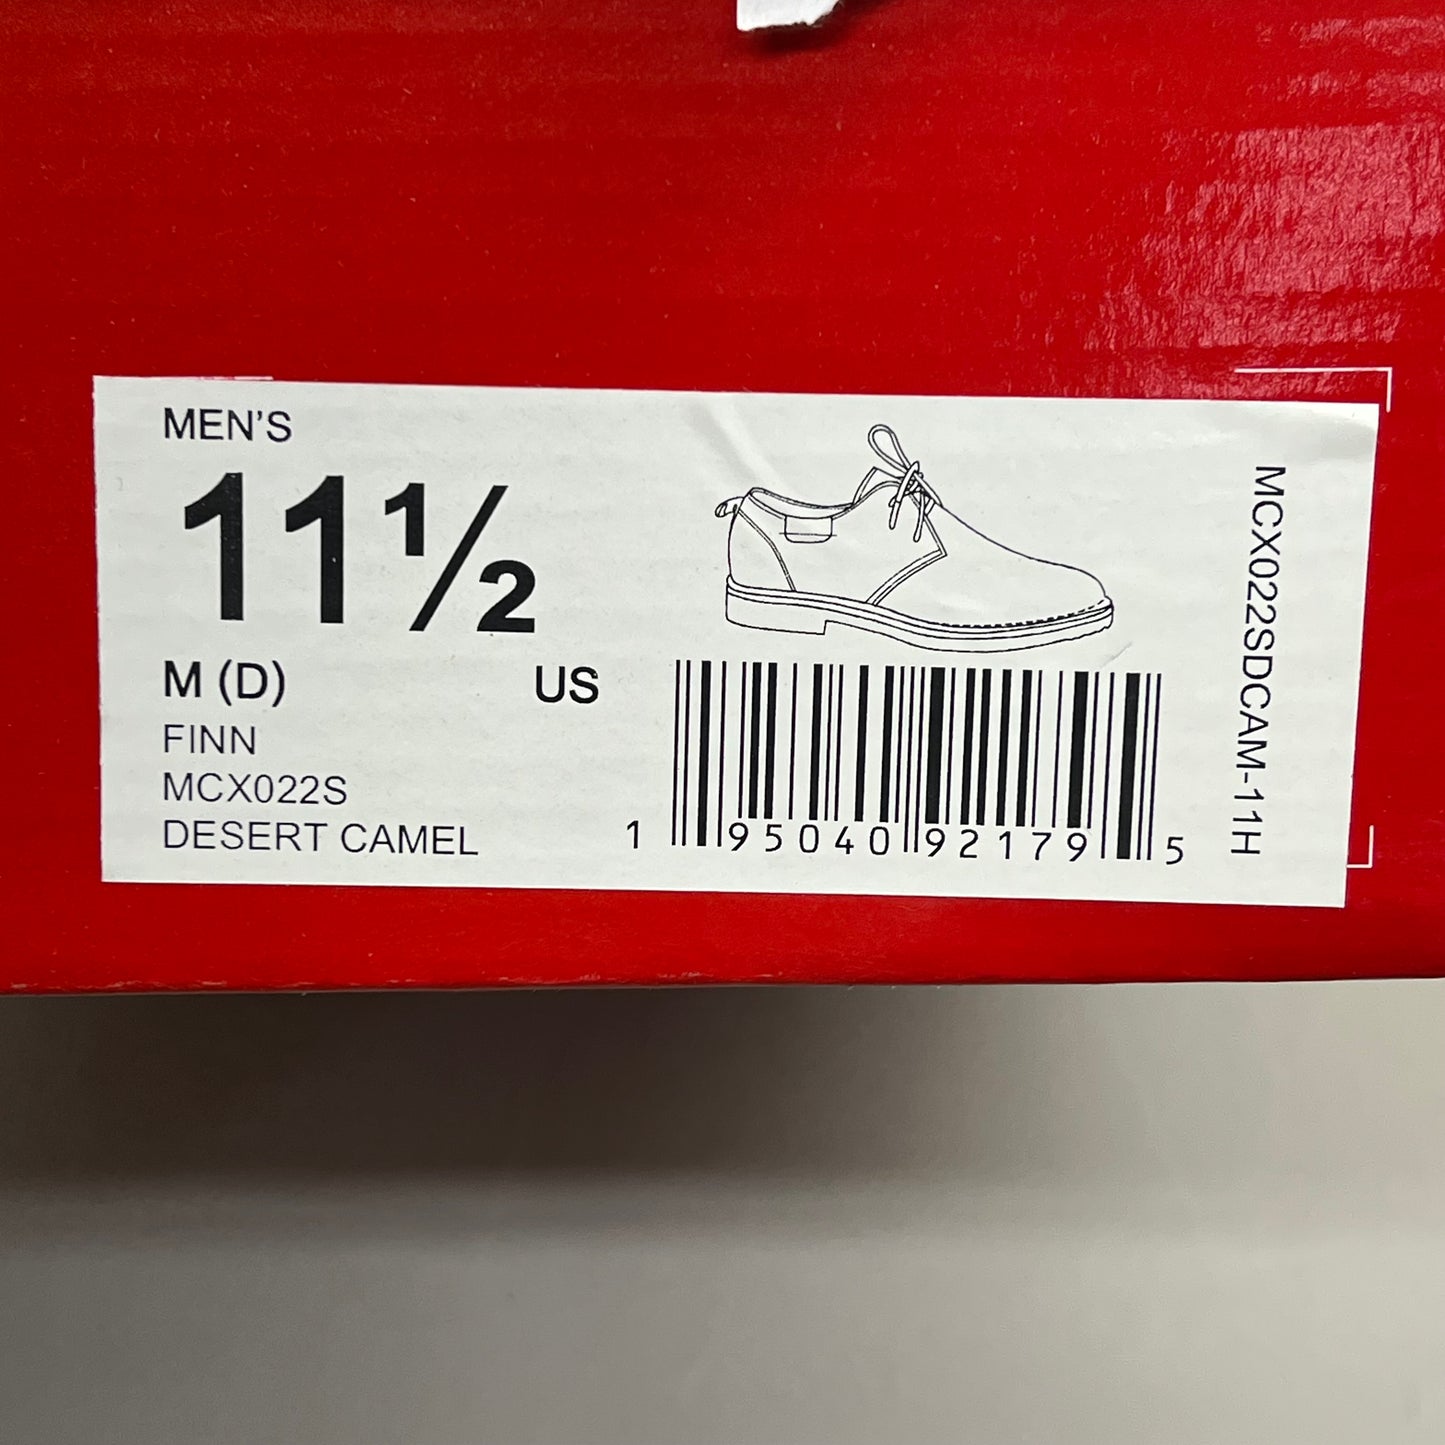 MEN'S
11½
M (D) US
FINN
MCX022S
DESERT CAMEL
1 95040 92179 5
MCX022SDCAM-11H